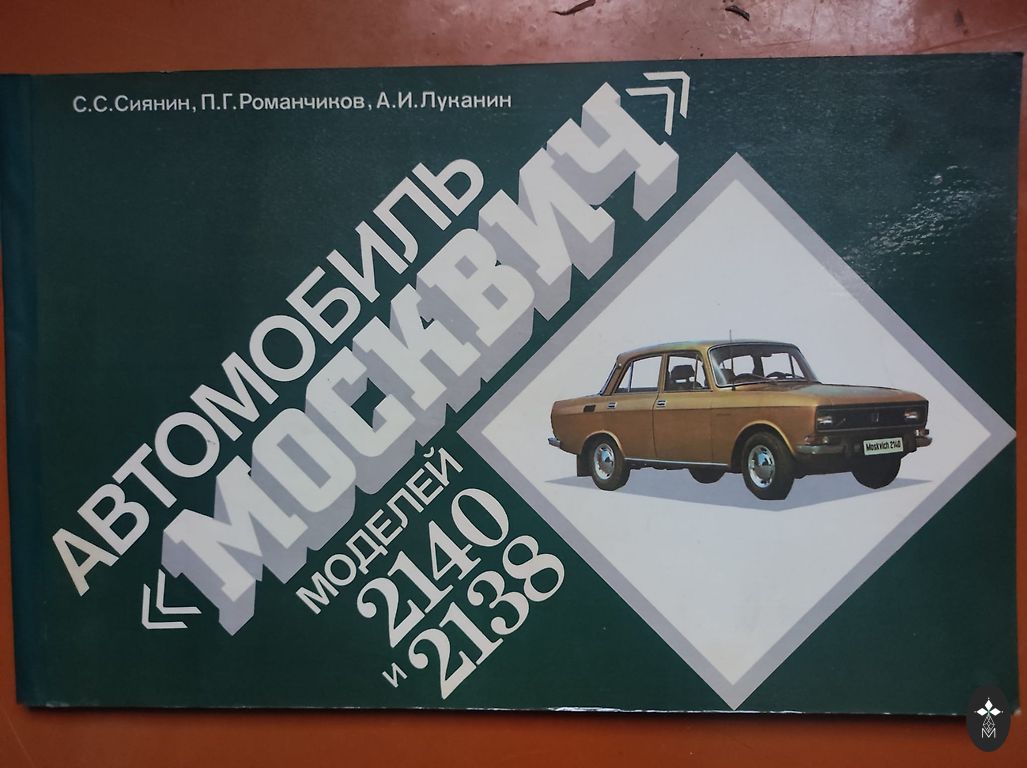 С.С.Сиянин, П.Г.Романчиков, А.И.Луканин
АВТОМОБИЛЬ
«МОСКВИЧ»
МОДЕЛЕЙ
2140
и 2138
Moskvich 2140
M